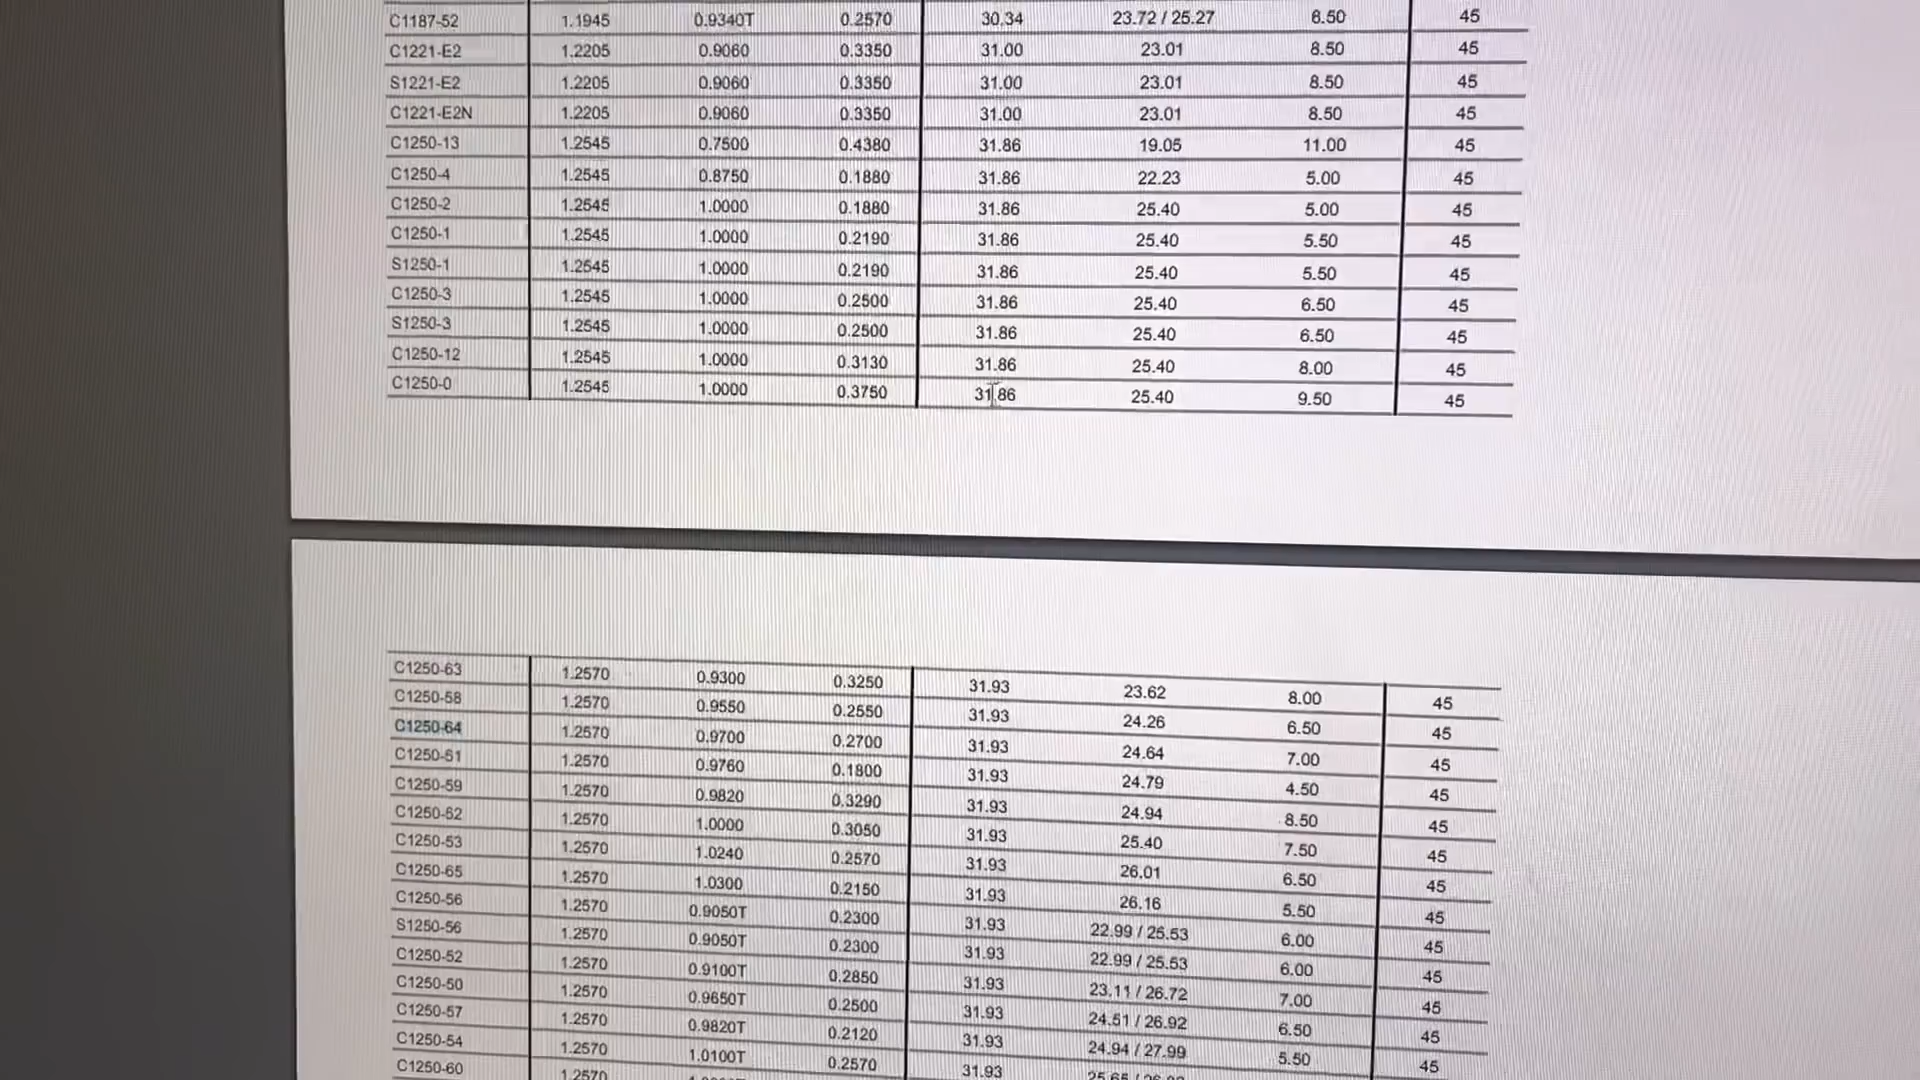 C1187-52 1.1945 0.9340T 0.2570 30.34 23.72 / 25.27 6.50 45
C1221-E2 1.2205 0.9060 0.3350 31.00 23.01 8.50 45
S1221-E2 1.2205 0.9060 0.3350 31.00 23.01 8.50 45
C1221-E2N 1.2205 0.9060 0.3350 31.00 23.01 8.50 45
C1250-13 1.2545 0.7500 0.4380 31.86 19.05 11.00 45
C1250-4 1.2545 0.8750 0.1880 31.86 22.23 5.00 45
C1250-2 1.2545 1.0000 0.1880 31.86 25.40 5.00 45
C1250-1 1.2545 1.0000 0.2190 31.86 25.40 5.50 45
S1250-1 1.2545 1.0000 0.2190 31.86 25.40 5.50 45
C1250-3 1.2545 1.0000 0.2500 31.86 25.40 6.50 45
S1250-3 1.2545 1.0000 0.2500 31.86 25.40 6.50 45
C1250-12 1.2545 1.0000 0.3130 31.86 25.40 8.00 45
C1250-0 1.2545 1.0000 0.3750 31.86 25.40 9.50 45
C1250-63 1.2570 0.9300 0.3250 31.93 23.62 8.00 45
C1250-58 1.2570 0.9550 0.2550 31.93 24.26 6.50 45
C1250-64 1.2570 0.9700 0.2700 31.93 24.64 7.00 45
C1250-51 1.2570 0.9760 0.1800 31.93 24.79 4.50 45
C1250-59 1.2570 0.9820 0.3290 31.93 24.94 8.50 45
C1250-62 1.2570 1.0000 0.3050 31.93 25.40 7.50 45
C1250-53 1.2570 1.0240 0.2570 31.93 26.01 6.50 45
C1250-65 1.2570 1.0300 0.2150 31.93 26.16 5.50 45
C1250-56 1.2570 0.9050T 0.2300 31.93 22.99 / 25.53 6.00 45
S1250-56 1.2570 0.9050T 0.2300 31.93 22.99 / 25.53 6.00 45
C1250-52 1.2570 0.9100T 0.2850 31.93 23.11 / 26.72 7.00 45
C1250-50 1.2570 0.9650T 0.2500 31.93 24.51 / 26.92 6.50 45
C1250-57 1.2570 0.9820T 0.2120 31.93 24.94 / 27.99 5.50 45
C1250-54 1.2570 1.0100T 0.2570 31.93
C1250-60 1.2570